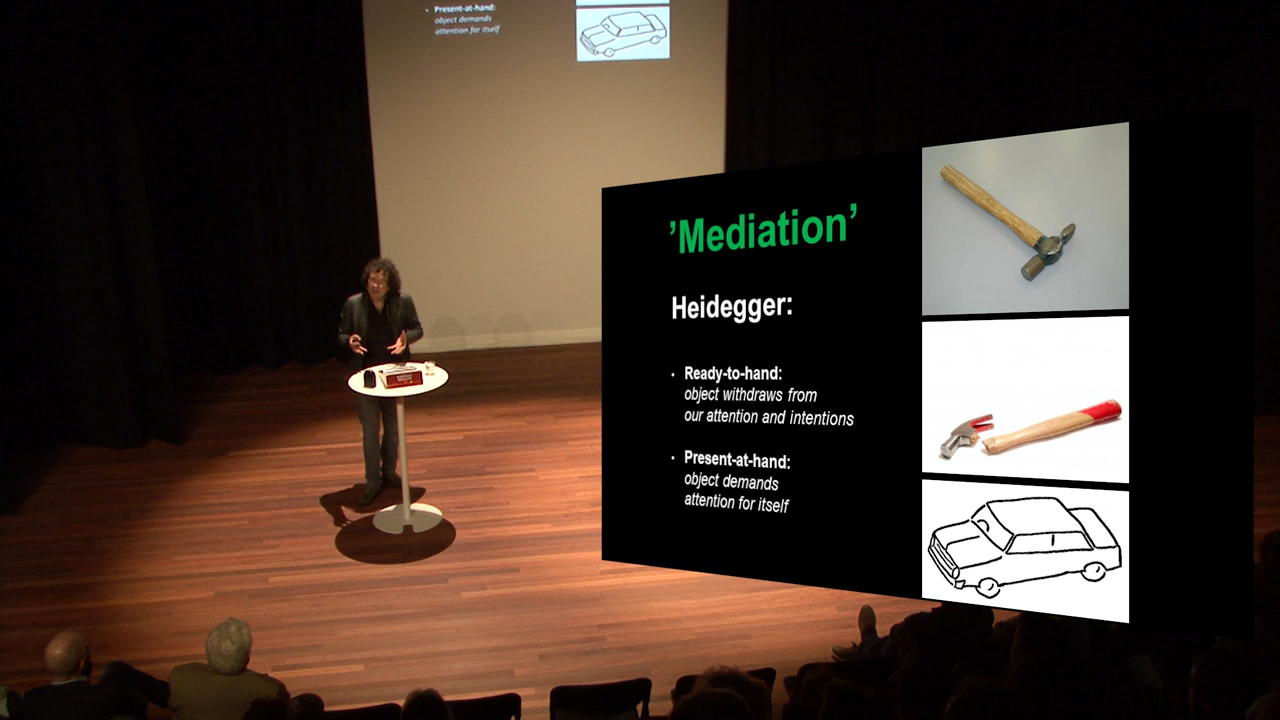 • Present-at-hand:
object demands
attention for itself
’Mediation’
Heidegger:
• Ready-to-hand:
object withdraws from
our attention and intentions
• Present-at-hand:
object demands
attention for itself